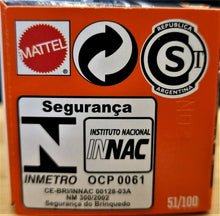 MATTEL
REPUBLICA
S I
ARGENTINA
Segurança
N
INSTITUTO NACIONAL
INNAC
INMETRO OCP 0061
CE-BRI/INNAC 00128-03A
NM 300/2002
Segurança do Brinquedo
51/100